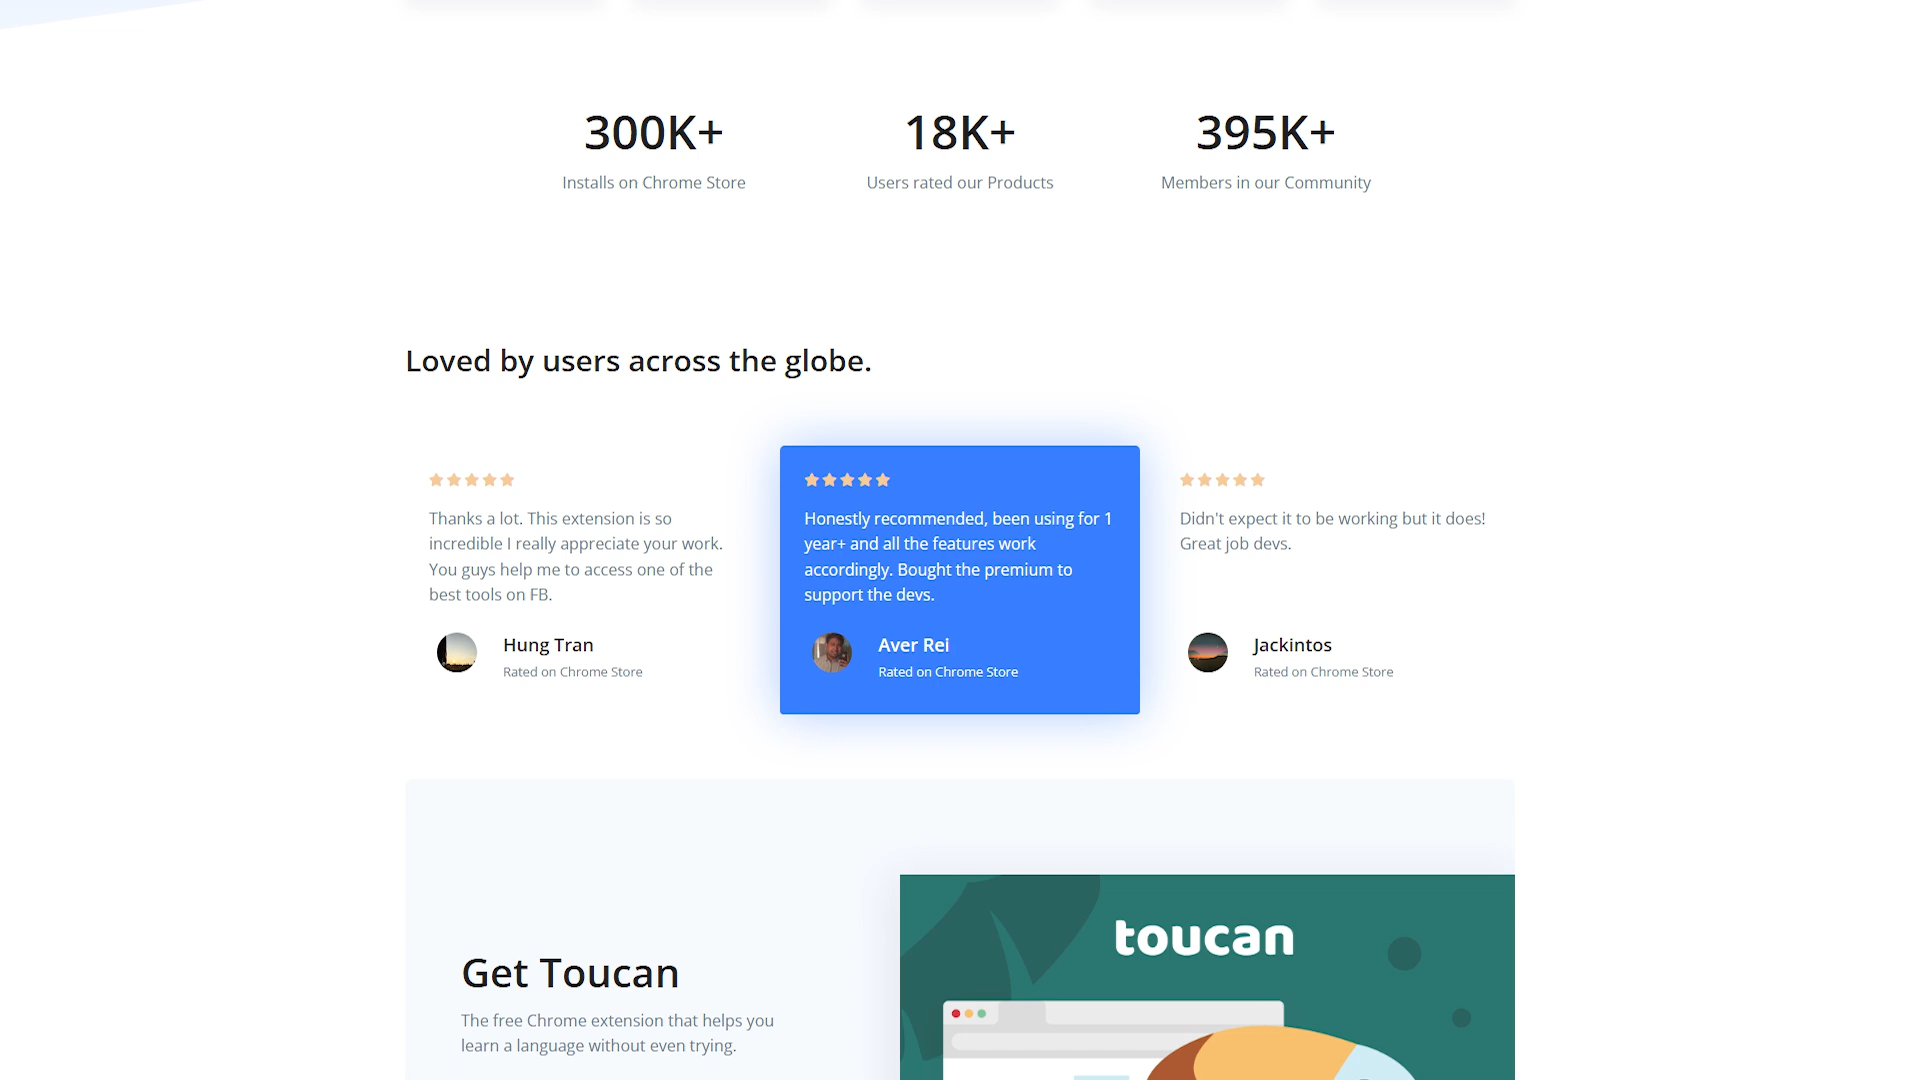 300K+
Installs on Chrome Store
18K+
Users rated our Products
395K+
Members in our Community
Loved by users across the globe.
Thanks a lot. This extension is so
incredible I really appreciate your work.
You guys help me to access one of the
best tools on FB.
Hung Tran
Rated on Chrome Store
Honestly recommended, been using for 1
year+ and all the features work
accordingly. Bought the premium to
support the devs.
Aver Rei
Rated on Chrome Store
Didn't expect it to be working but it does!
Great job devs.
Jackintos
Rated on Chrome Store
Get Toucan
The free Chrome extension that helps you
learn a language without even trying.
toucan